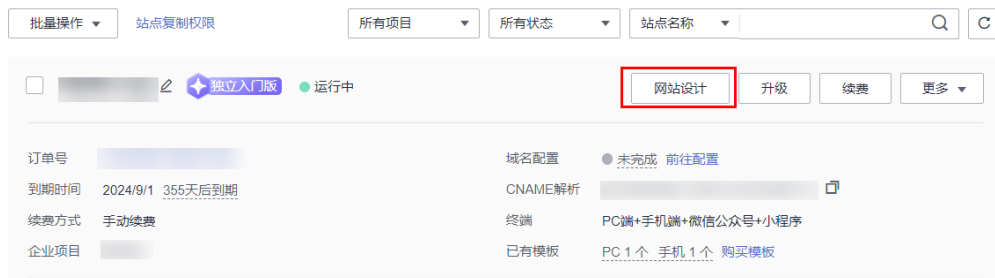 批量操作 站点复制权限 所有项目 所有状态 站点名称
独立入门版 运行中 网站设计 升级 续费 更多
订单号 域名配置 未完成 前往配置
到期时间 2024/9/1 355天后到期 CNAME解析
续费方式 手动续费 终端 PC端+手机端+微信公众号+小程序
企业项目 已有模板 PC 1 个 手机 1 个 购买模板